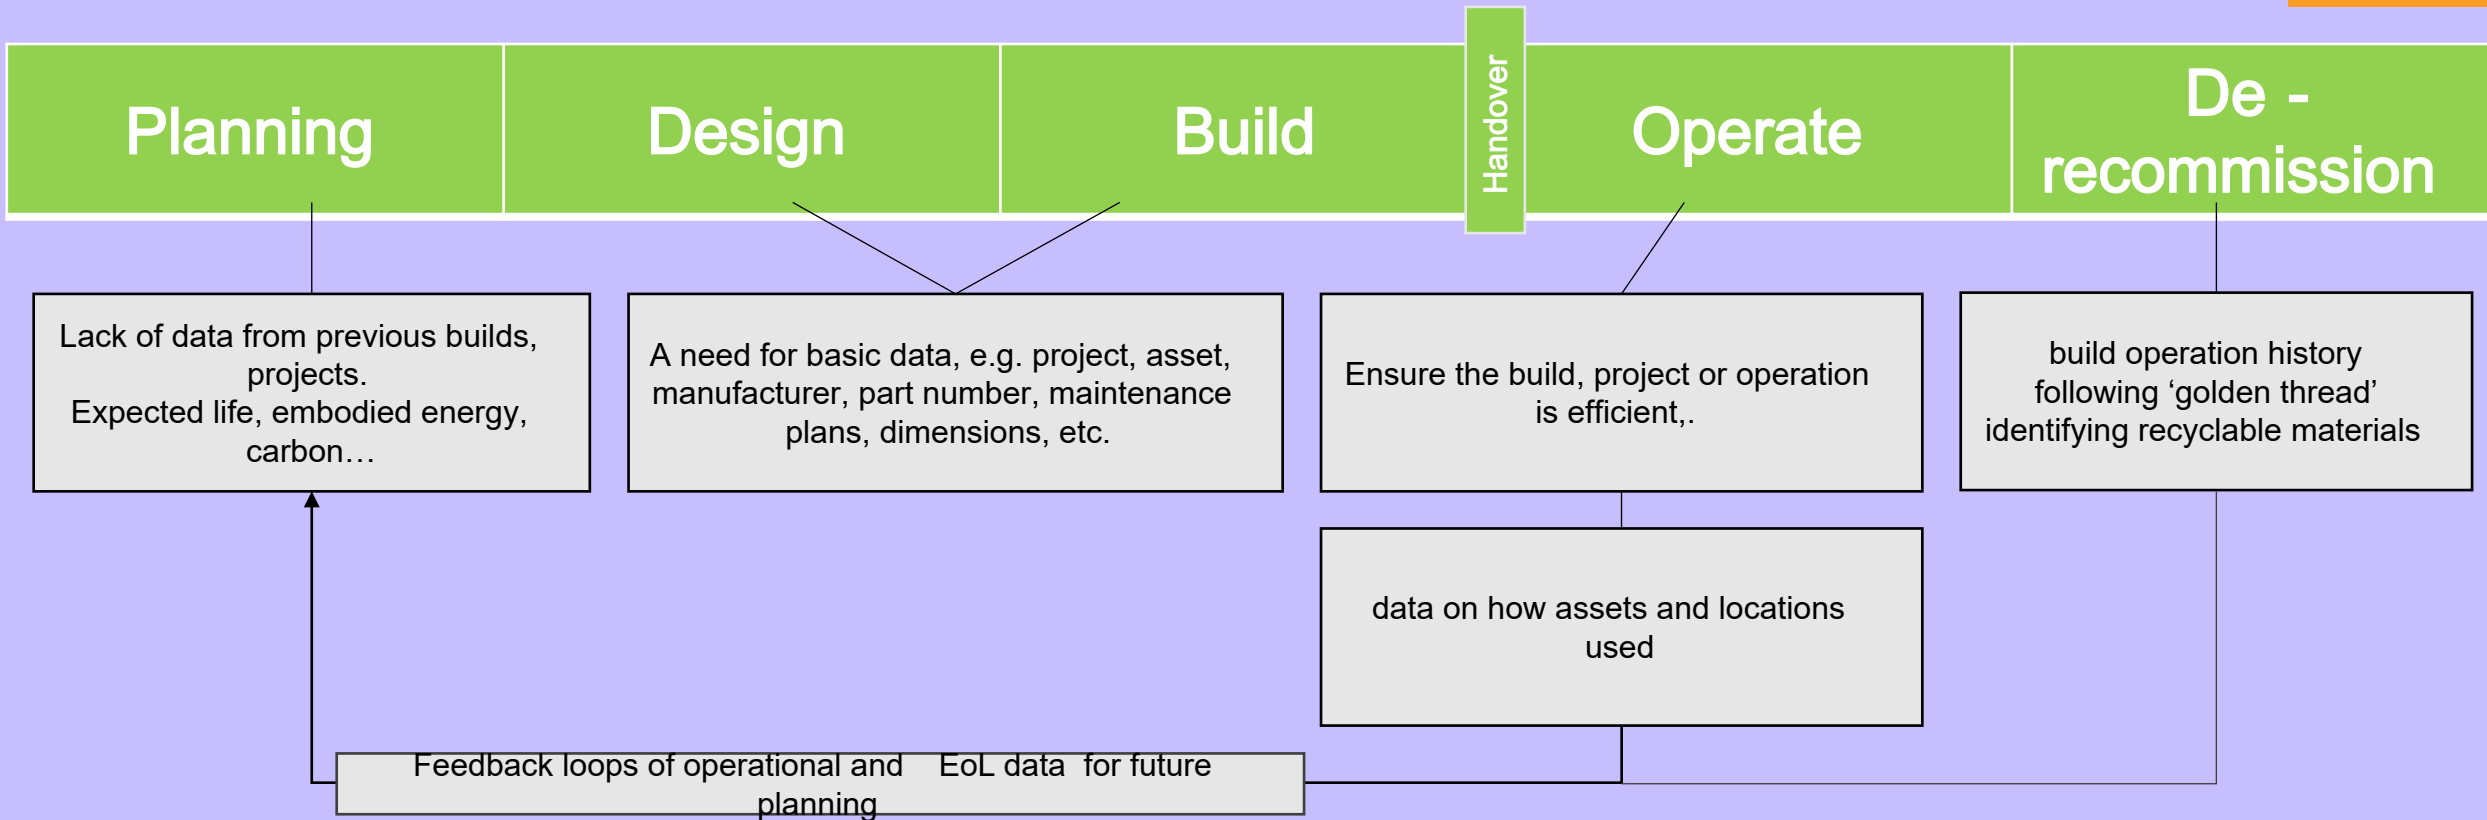 Planning
Design
Build
Handover
Operate
De -
recommission
Lack of data from previous builds,
projects.
Expected life, embodied energy,
carbon…
A need for basic data, e.g. project, asset,
manufacturer, part number, maintenance
plans, dimensions, etc.
Ensure the build, project or operation
is efficient,.
build operation history
following ‘golden thread’
identifying recyclable materials
data on how assets and locations
used
Feedback loops of operational and EoL data for future
planning